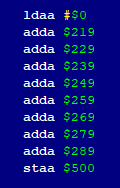 ldaa #$0
adda $219
adda $229
adda $239
adda $249
adda $259
adda $269
adda $279
adda $289
staa $500